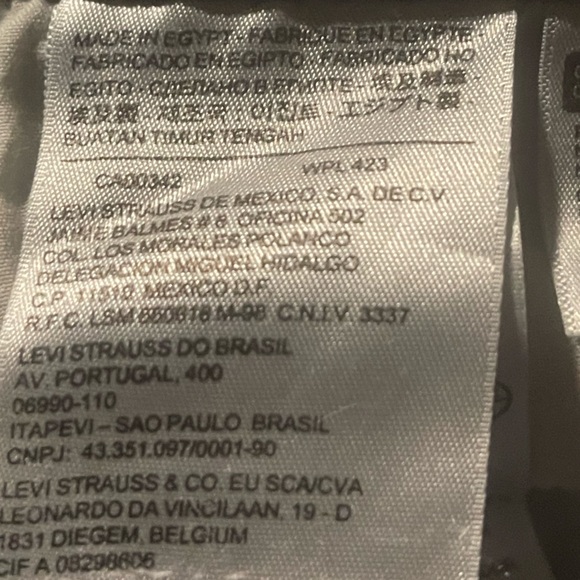 MADE IN EGYPT - FABRIQUE EN EGYPTE -
FABRICADO EN EGIPTO - FABRICADO NO
EGITO - СДЕЛАНО В ЕГИПТЕ - 埃及制造 -
埃及製 - 제조국 : 이집트 - エジプト製 -
BUATAN TIMUR TENGAH
CA00342 WPL 423
LEVI STRAUSS DE MEXICO, S.A. DE C.V.
JAIME BALMES # 8, OFICINA 502
COL. LOS MORALES POLANCO
DELEGACION MIGUEL HIDALGO
C.P. 11510 MEXICO D.F.
R.F.C. LSM 650618 M-98 C.N.I.V. 3337
LEVI STRAUSS DO BRASIL
AV. PORTUGAL, 400
06990-110
ITAPEVI – SAO PAULO BRASIL
CNPJ: 43.351.097/0001-90
LEVI STRAUSS & CO. EU SCA/CVA
LEONARDO DA VINCILAAN, 19 - D
1831 DIEGEM, BELGIUM
CIF A 08298606